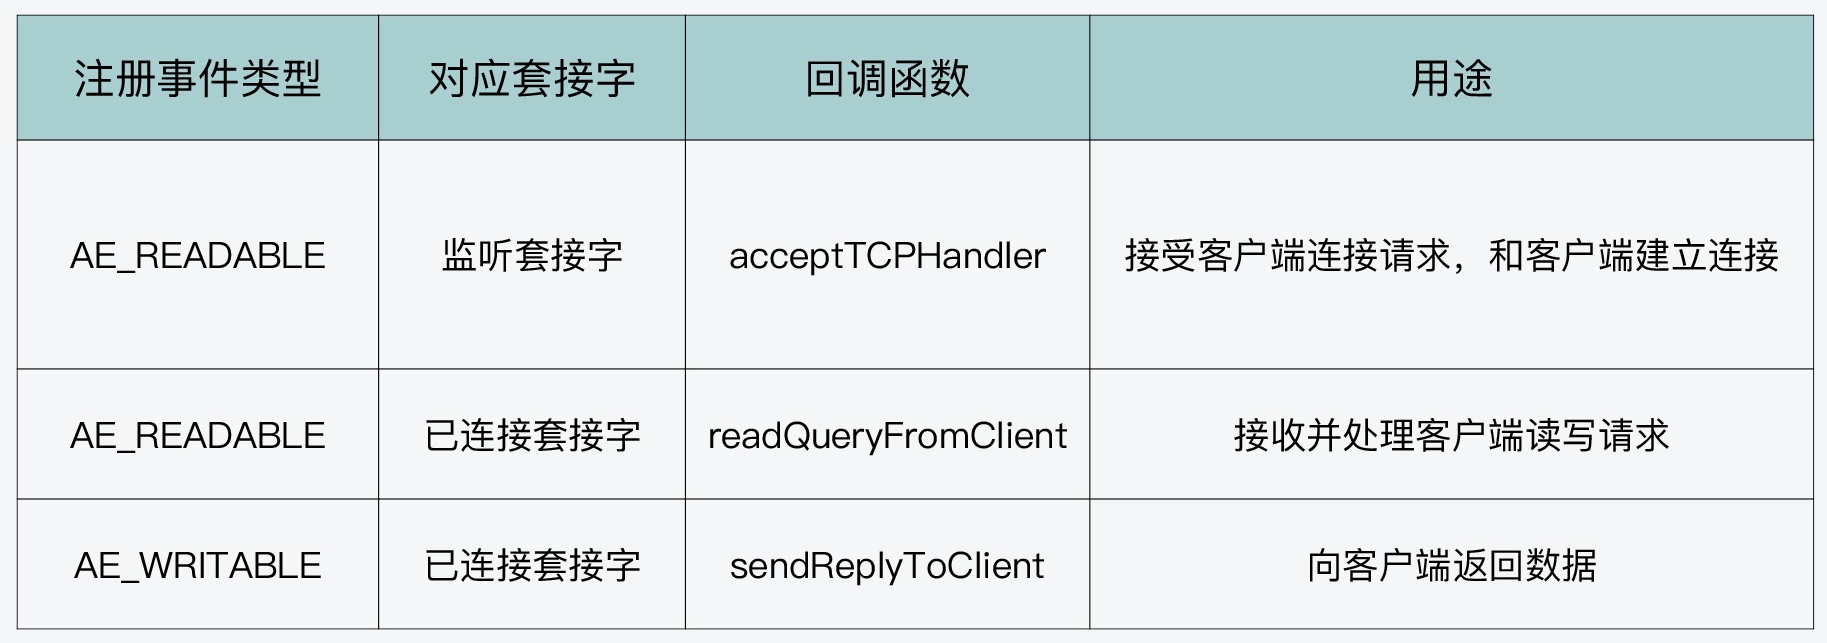 注册事件类型 对应套接字 回调函数 用途
AE_READABLE 监听套接字 acceptTCPHandler 接受客户端连接请求，和客户端建立连接
AE_READABLE 已连接套接字 readQueryFromClient 接收并处理客户端读写请求
AE_WRITABLE 已连接套接字 sendReplyToClient 向客户端返回数据